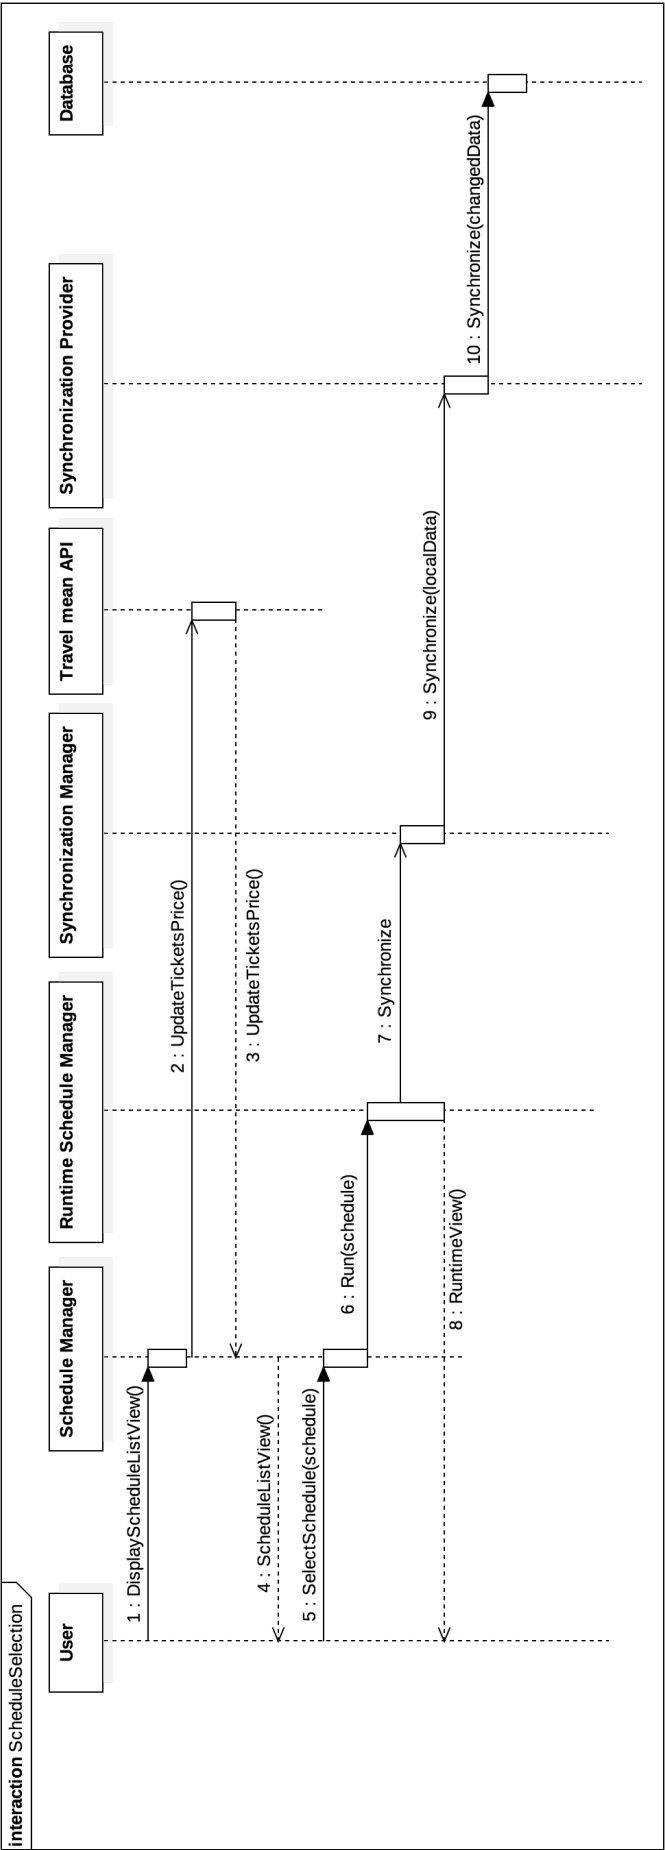 interaction ScheduleSelection
User
Schedule Manager
Runtime Schedule Manager
Synchronization Manager
Travel mean API
Synchronization Provider
Database
1 : DisplayScheduleListView()
2 : UpdateTicketsPrice()
3 : UpdateTicketsPrice()
4 : ScheduleListView()
5 : SelectSchedule(schedule)
6 : Run(schedule)
7 : Synchronize
8 : RuntimeView()
9 : Synchronize(localData)
10 : Synchronize(changedData)